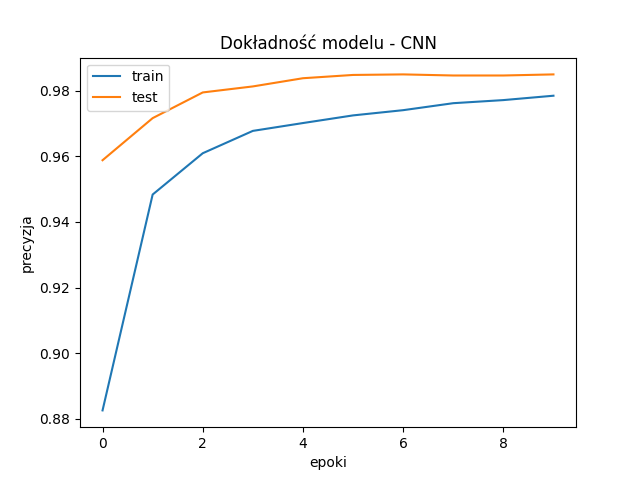 Dokładność modelu - CNN
train
test
0.98
0.96
0.94
0.92
0.90
0.88
precyzja
0 2 4 6 8
epoki